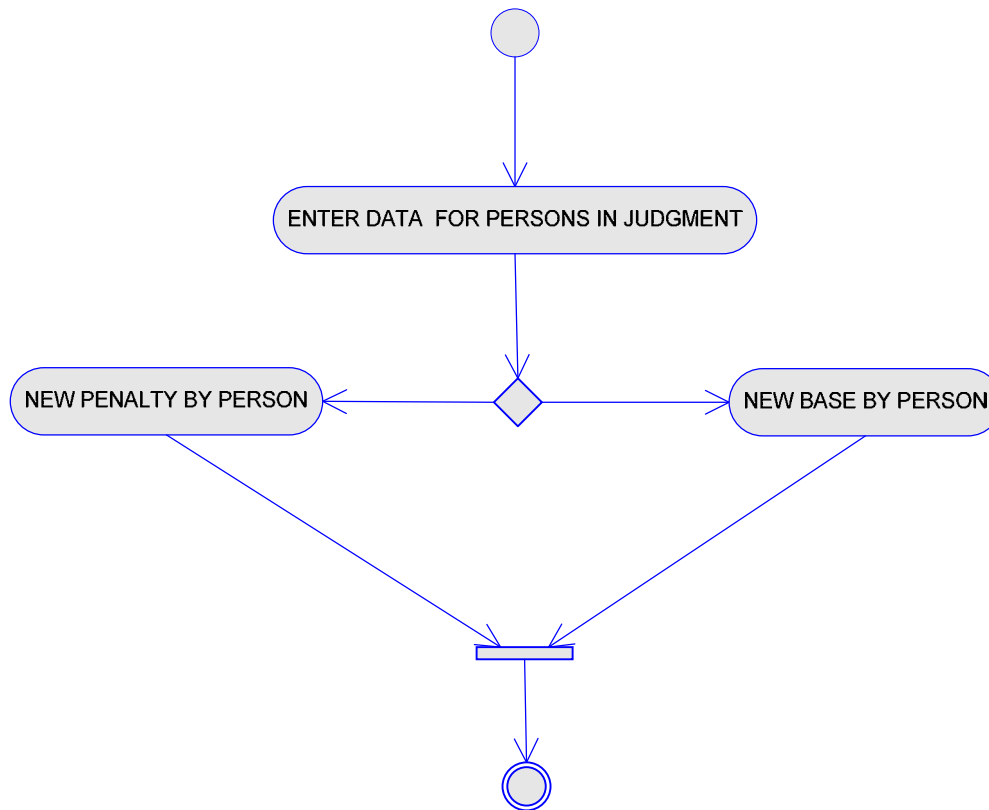 ENTER DATA  FOR PERSONS IN JUDGMENT
NEW PENALTY BY PERSON
NEW BASE BY PERSON